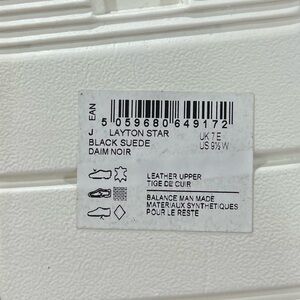 EAN
5 059680 649172
J LAYTON STAR
BLACK SUEDE
DAIM NOIR
UK 7 E
US 9½ W
LEATHER UPPER
TIGE DE CUIR
BALANCE MAN MADE
MATERIAUX SYNTHETIQUES
POUR LE RESTE